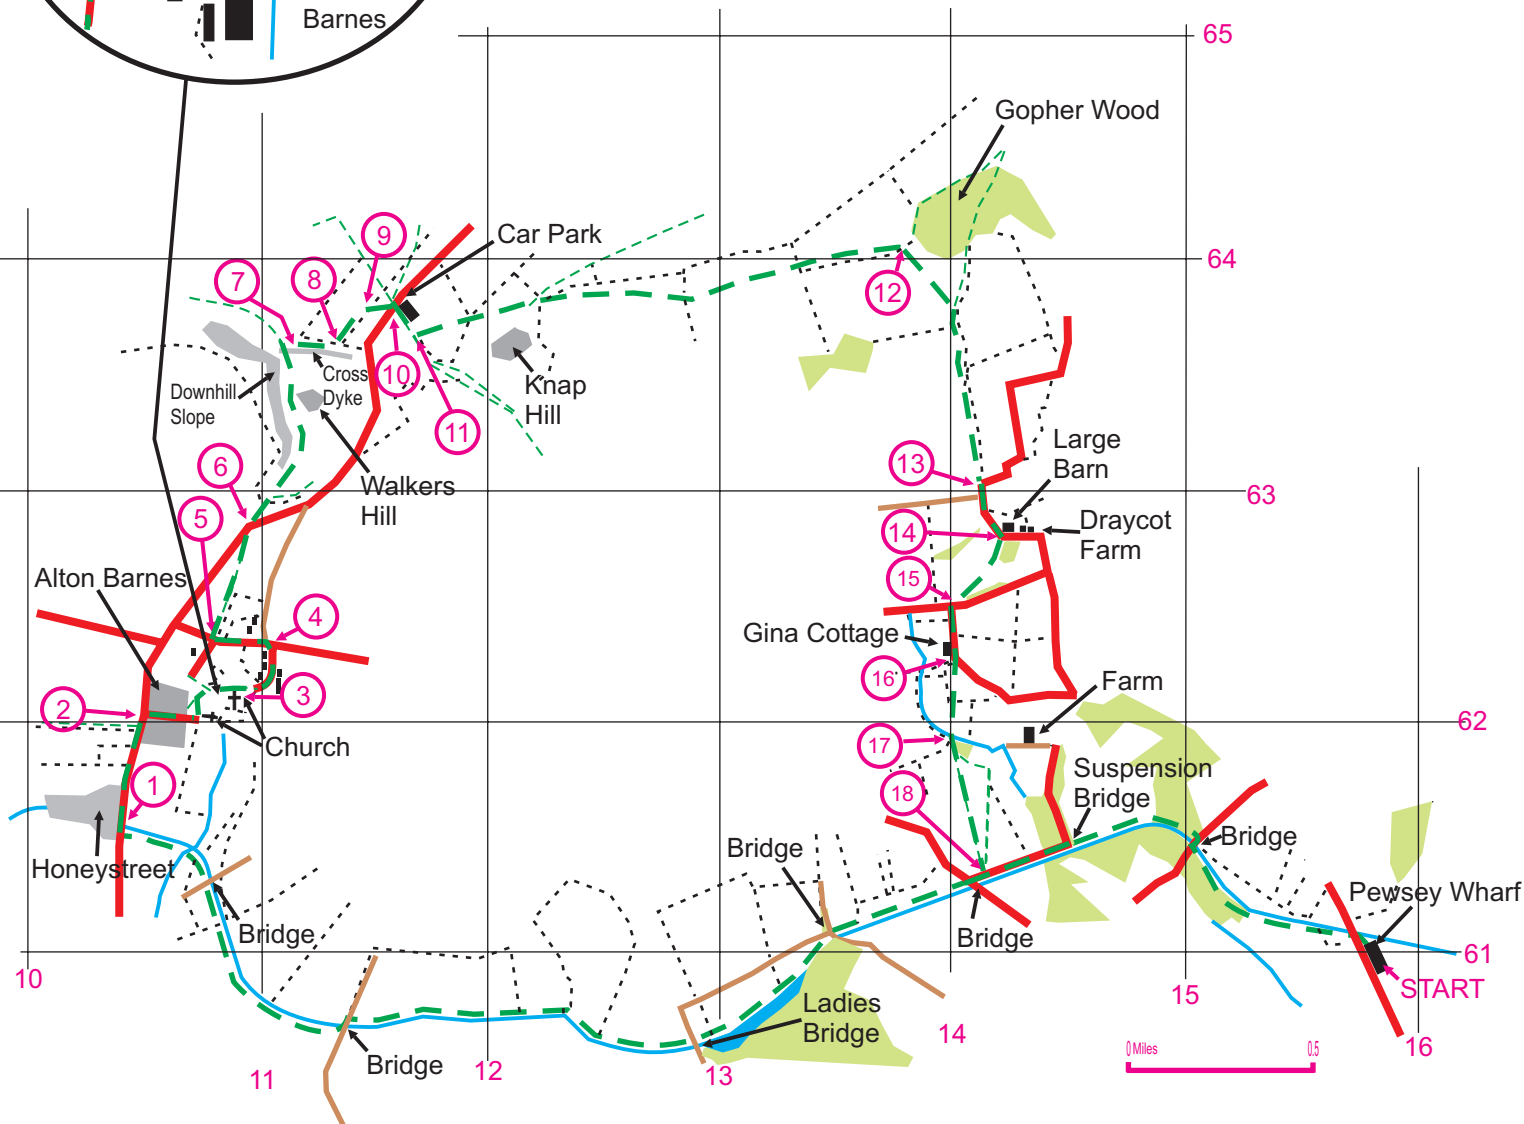 Barnes
65
Gopher Wood
9
Car Park
7
8
64
12
Cross
Dyke
10
Downhill
Slope
Knap
Hill
11
Large
Barn
13
6
Walkers
Hill
63
5
14
Draycot
Farm
Alton Barnes
15
4
Gina Cottage
16
Farm
3
2
62
Church
17
Suspension
Bridge
1
18
Bridge
Bridge
Honeystreet
Pewsey Wharf
Bridge
Bridge
61
10
START
15
Ladies
Bridge
14
16
0 Miles
0.5
Bridge
12
13
11